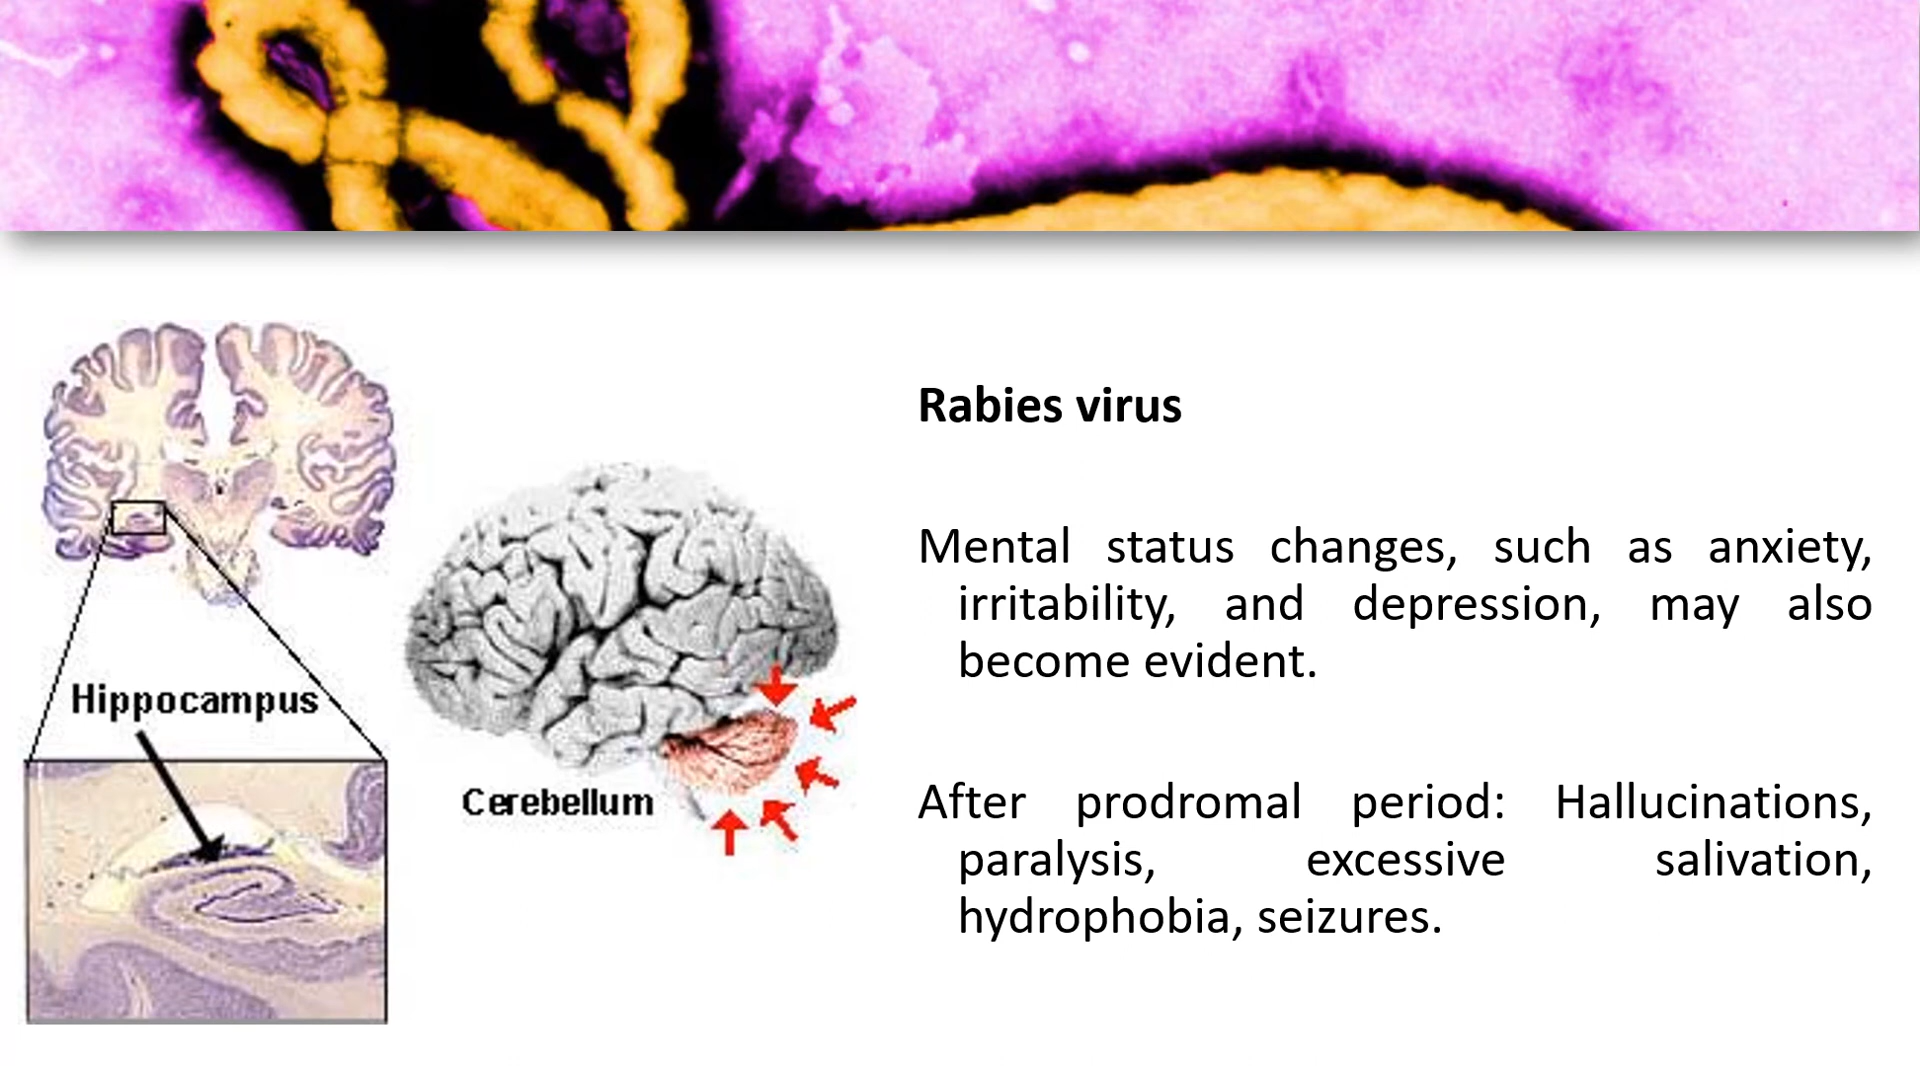 Rabies virus
Mental status changes, such as anxiety,
irritability, and depression, may also
become evident.
After prodromal period: Hallucinations,
paralysis, excessive salivation,
hydrophobia, seizures.
Hippocampus
Cerebellum